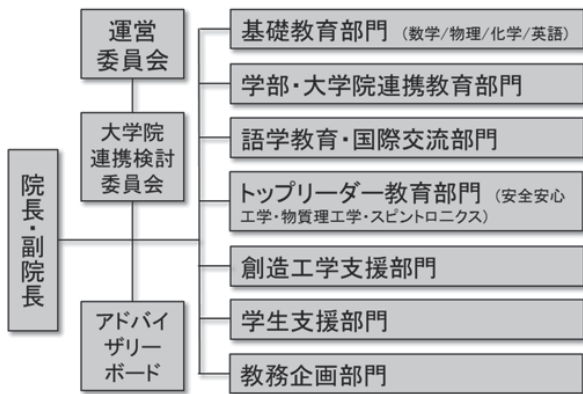 運営
委員会
大学院
連携検討
委員会
院長・副院長
アドバイ
ザリー
ボード
基礎教育部門 (数学/物理/化学/英語)
学部・大学院連携教育部門
語学教育・国際交流部門
トップリーダー教育部門 (安全安心
工学・物質理工学・スピントロニクス)
創造工学支援部門
学生支援部門
教務企画部門